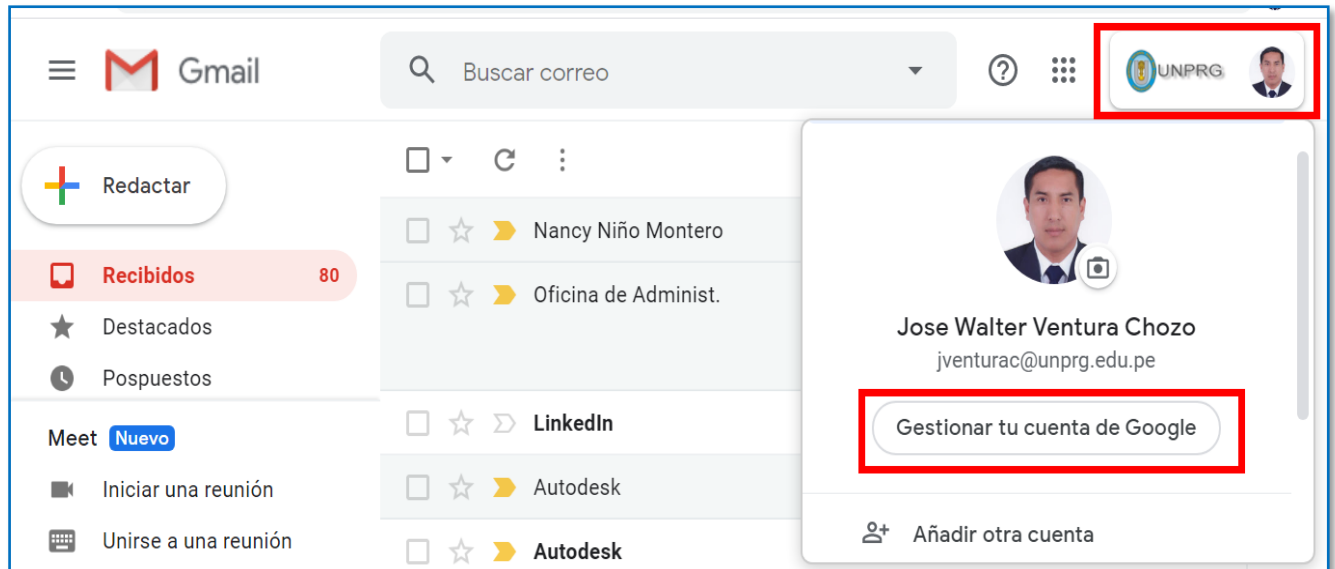 Gmail
Buscar correo
UNPRG
Redactar
Recibidos 80
Destacados
Pospuestos
Meet Nuevo
Iniciar una reunión
Unirse a una reunión
Nancy Niño Montero
Oficina de Administ.
LinkedIn
Autodesk
Autodesk
Jose Walter Ventura Chozo
jventurac@unprg.edu.pe
Gestionar tu cuenta de Google
Añadir otra cuenta